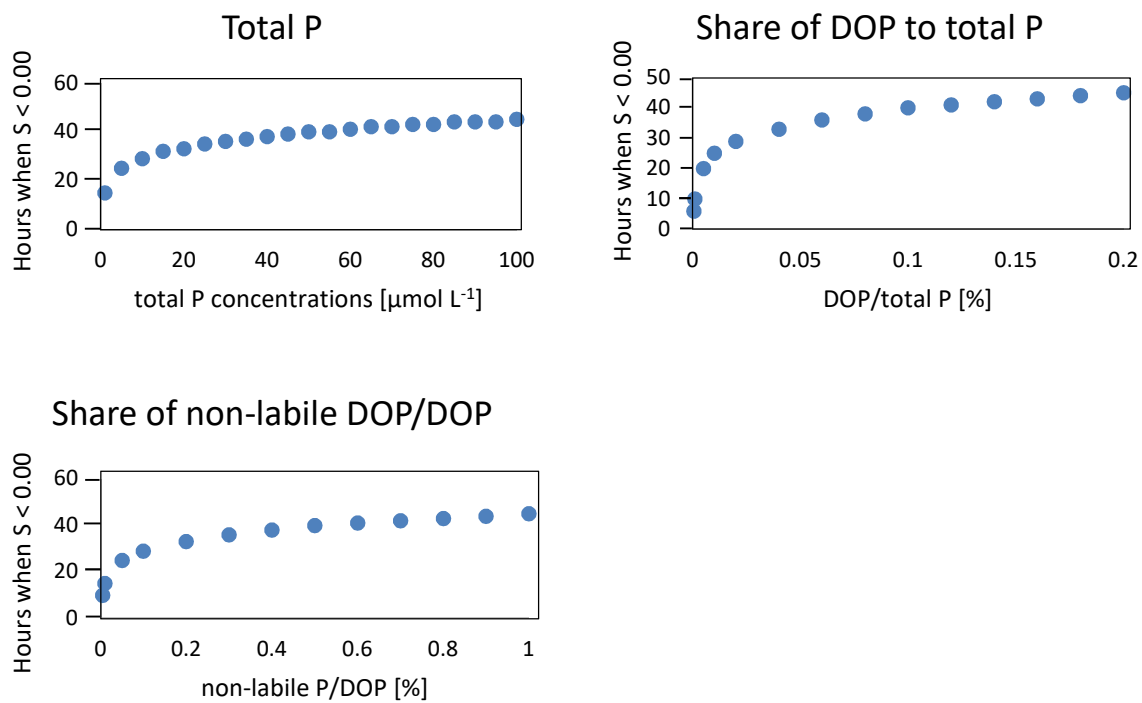 Total P
Hours when S < 0.00
60
40
20
0
0 20 40 60 80 100
total P concentrations [µmol L⁻¹]
Share of DOP to total P
Hours when S < 0.00
50
40
30
20
10
0
0 0.05 0.1 0.15 0.2
DOP/total P [%]
Share of non-labile DOP/DOP
Hours when S < 0.00
60
40
20
0
0 0.2 0.4 0.6 0.8 1
non-labile P/DOP [%]